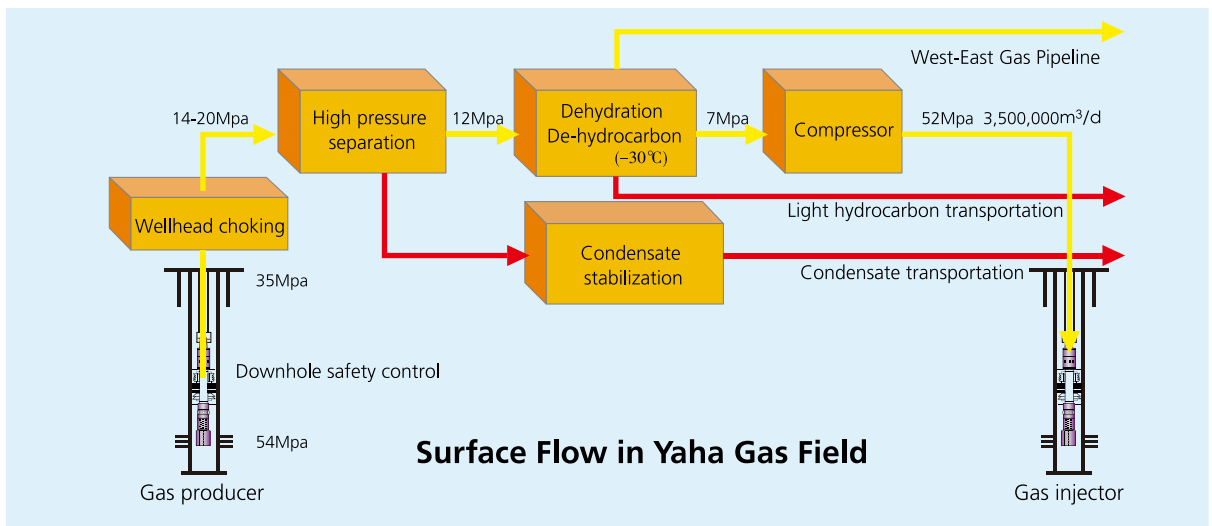 West-East Gas Pipeline
14-20Mpa
High pressure
separation
12Mpa
Dehydration
De-hydrocarbon
(−30℃)
7Mpa
Compressor
52Mpa 3,500,000m³/d
Wellhead choking
Light hydrocarbon transportation
Condensate
stabilization
Condensate transportation
35Mpa
Downhole safety control
54Mpa
Surface Flow in Yaha Gas Field
Gas producer
Gas injector